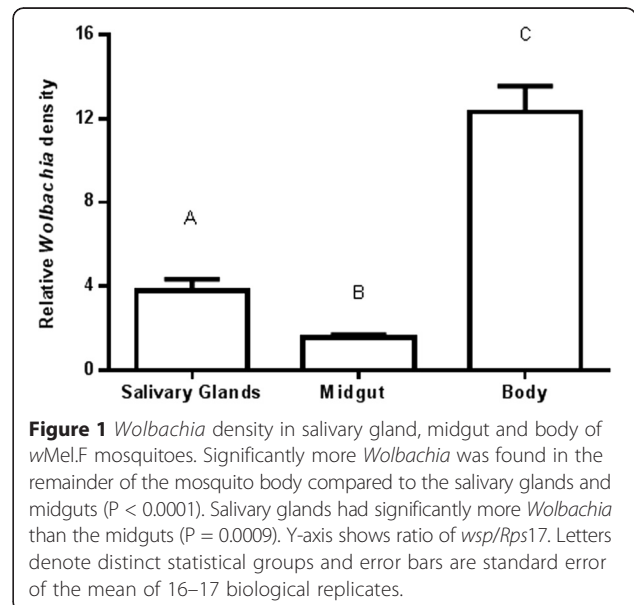 16
12
8
4
0
Relative Wolbachia density
A
B
C
Salivary Glands
Midgut
Body
Figure 1 Wolbachia density in salivary gland, midgut and body of
wMel.F mosquitoes. Significantly more Wolbachia was found in the
remainder of the mosquito body compared to the salivary glands and
midguts (P < 0.0001). Salivary glands had significantly more Wolbachia
than the midguts (P = 0.0009). Y-axis shows ratio of wsp/Rps17. Letters
denote distinct statistical groups and error bars are standard error
of the mean of 16–17 biological replicates.